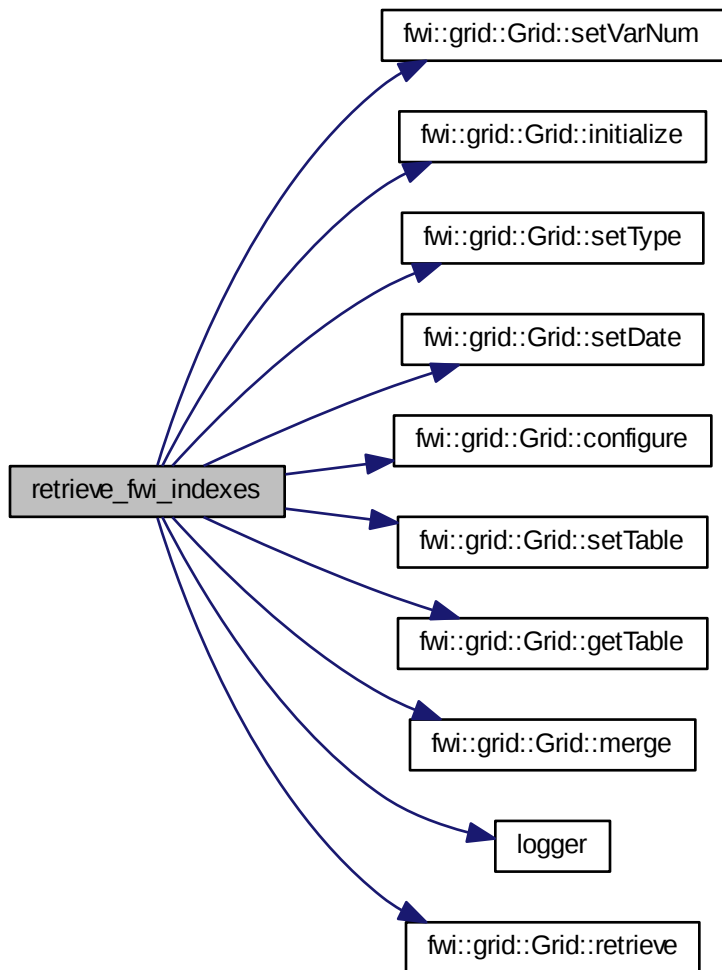 fwi::grid::Grid::setVarNum
fwi::grid::Grid::initialize
fwi::grid::Grid::setType
fwi::grid::Grid::setDate
fwi::grid::Grid::configure
retrieve_fwi_indexes
fwi::grid::Grid::setTable
fwi::grid::Grid::getTable
fwi::grid::Grid::merge
logger
fwi::grid::Grid::retrieve